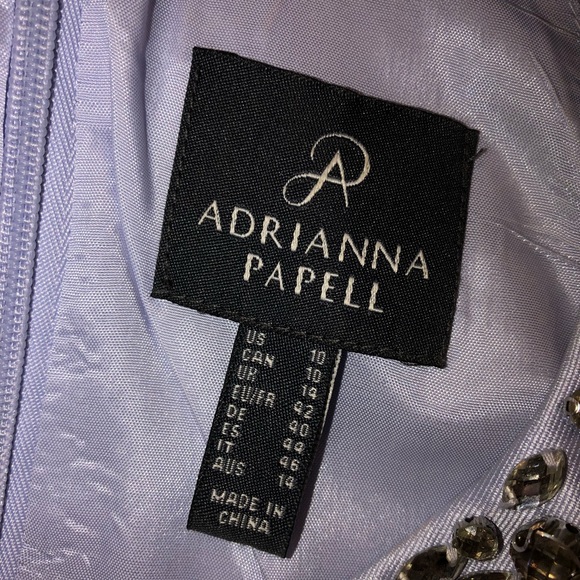 ADRIANNA
PAPELL
US 10
CAN 10
UK 14
EU/FR 42
DE 40
ES 44
IT 46
AUS 14
MADE IN
CHINA